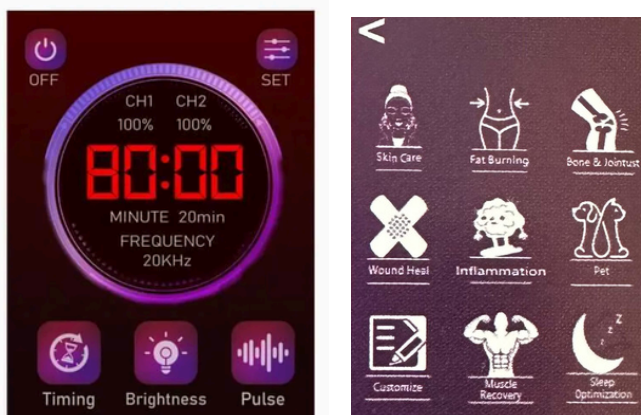 OFF
SET
CH1 CH2
100% 100%
80:00
MINUTE 20min
FREQUENCY
20KHz
Timing Brightness Pulse
<
Skin Care Fat Burning Bone & Jointust
Wound Heal Inflammation Pet
Customize
Muscle
Recovery
z z Z
Sleep
Optimization